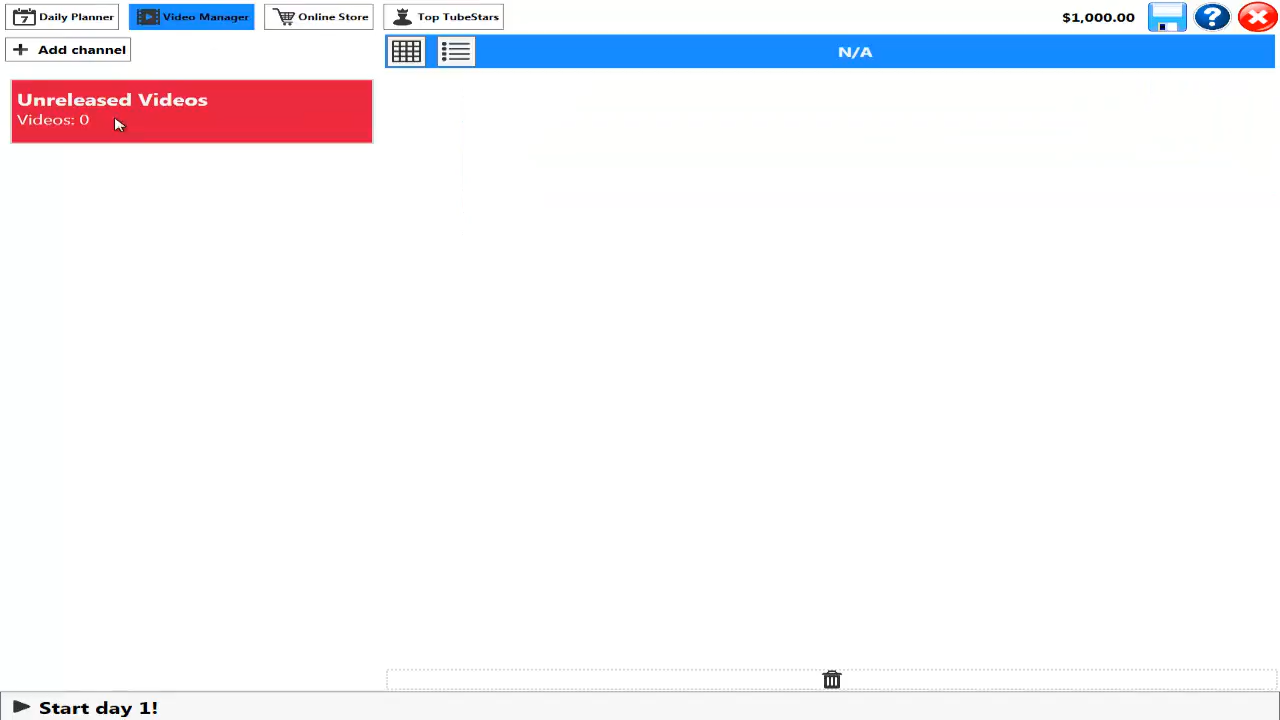 7 Daily Planner
Video Manager
Online Store
Top TubeStars
$1,000.00
?
+ Add channel
N/A
Unreleased Videos
Videos: 0
Start day 1!